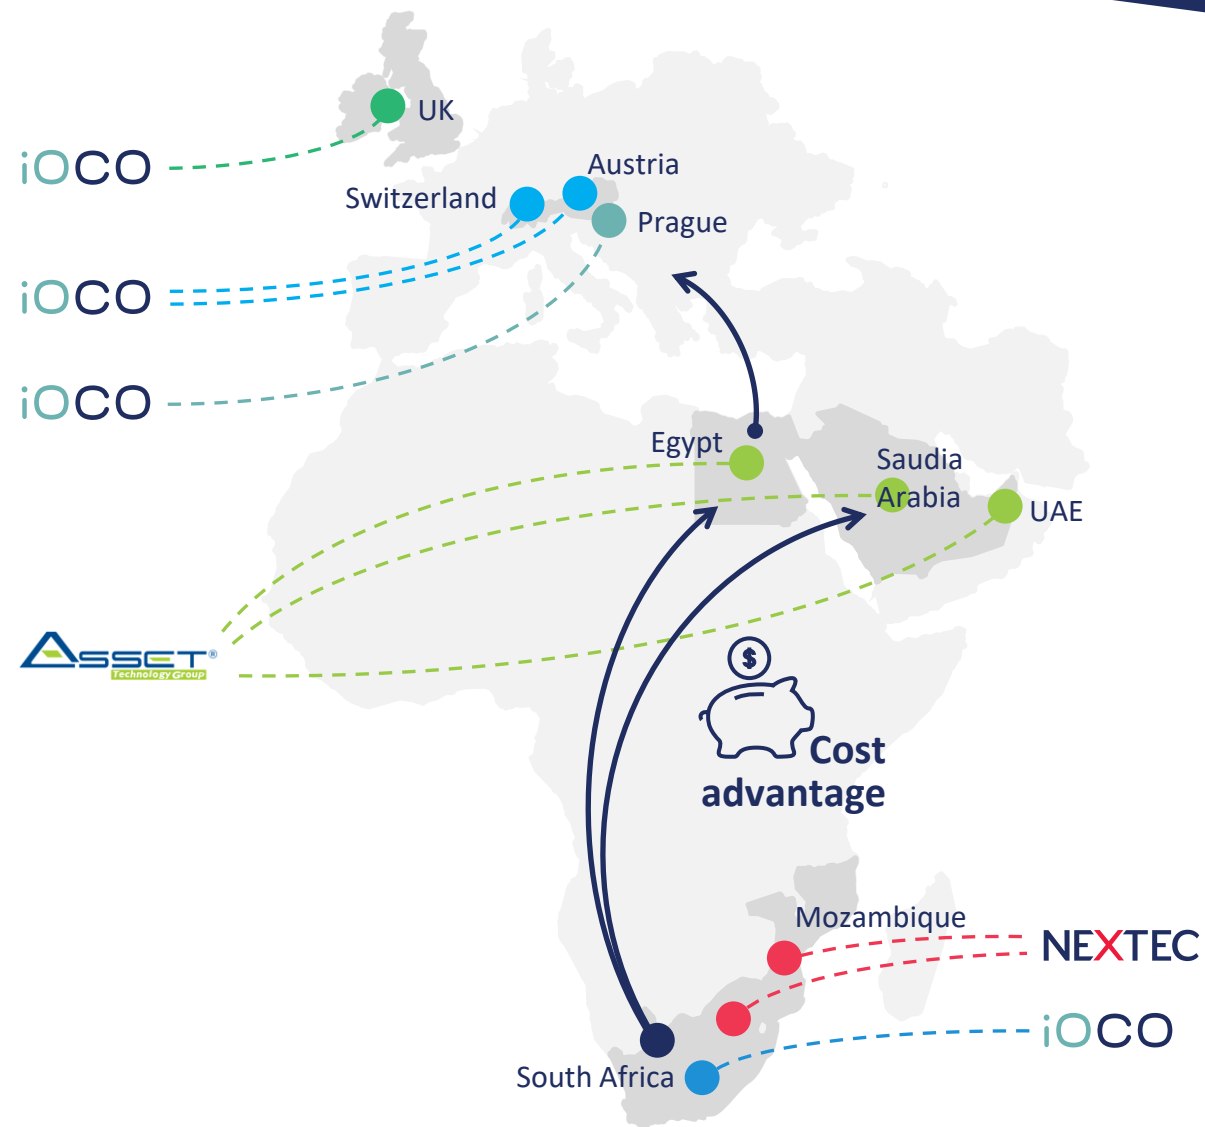 UK
iOCO
Austria
Switzerland
Prague
iOCO
iOCO
Egypt
Saudia
Arabia
UAE
ASSET®
Technology Group
$
Cost
advantage
Mozambique
NEXTEC
iOCO
South Africa